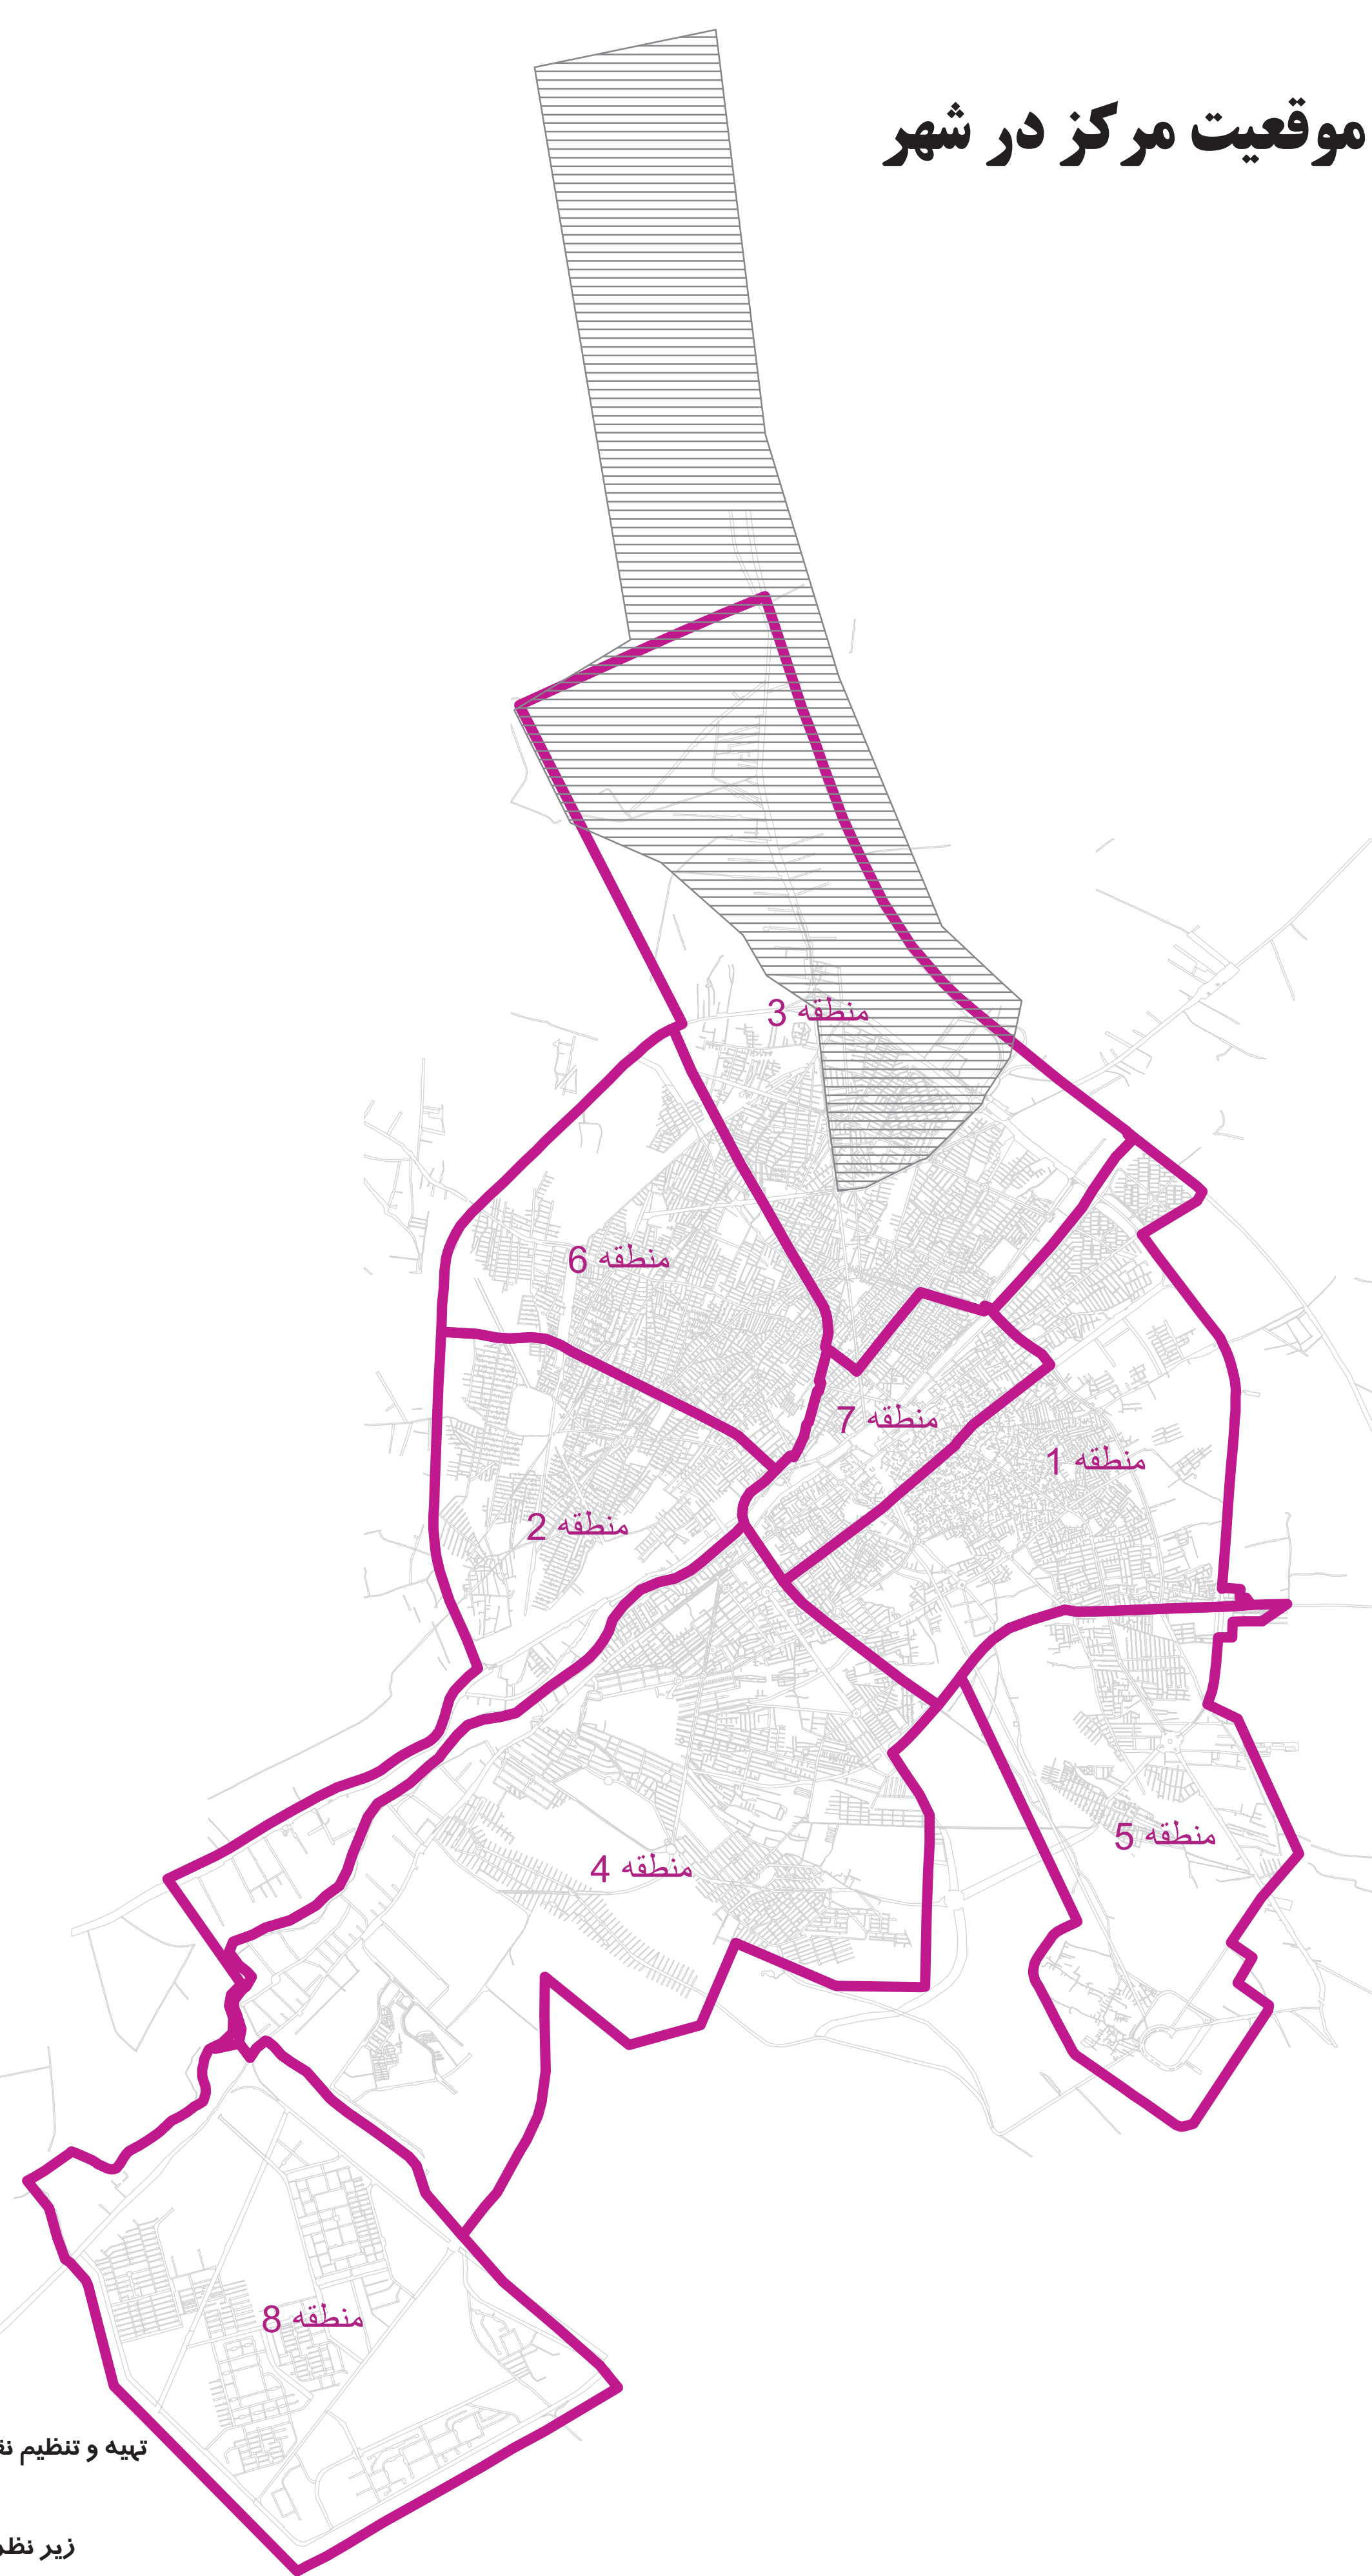 موقعیت مرکز در شهر
منطقه 3
منطقه 6
منطقه 7
منطقه 1
منطقه 2
منطقه 5
منطقه 4
منطقه 8
تهیه و تنظیم
زیر نظر